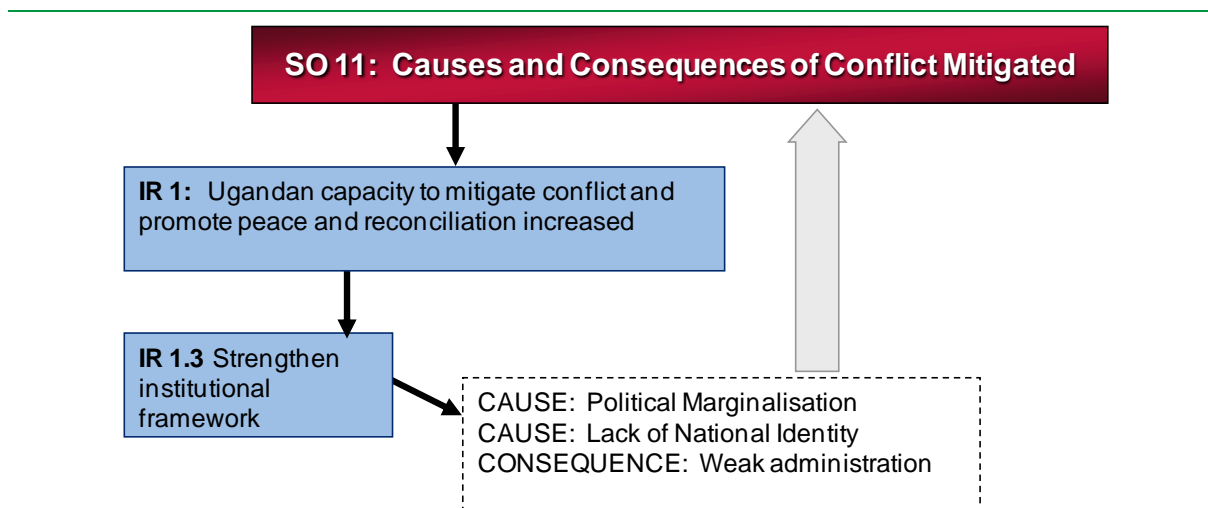 SO 11: Causes and Consequences of Conflict Mitigated
IR 1: Ugandan capacity to mitigate conflict and
promote peace and reconciliation increased
IR 1.3 Strengthen
institutional
framework
CAUSE: Political Marginalisation
CAUSE: Lack of National Identity
CONSEQUENCE: Weak administration